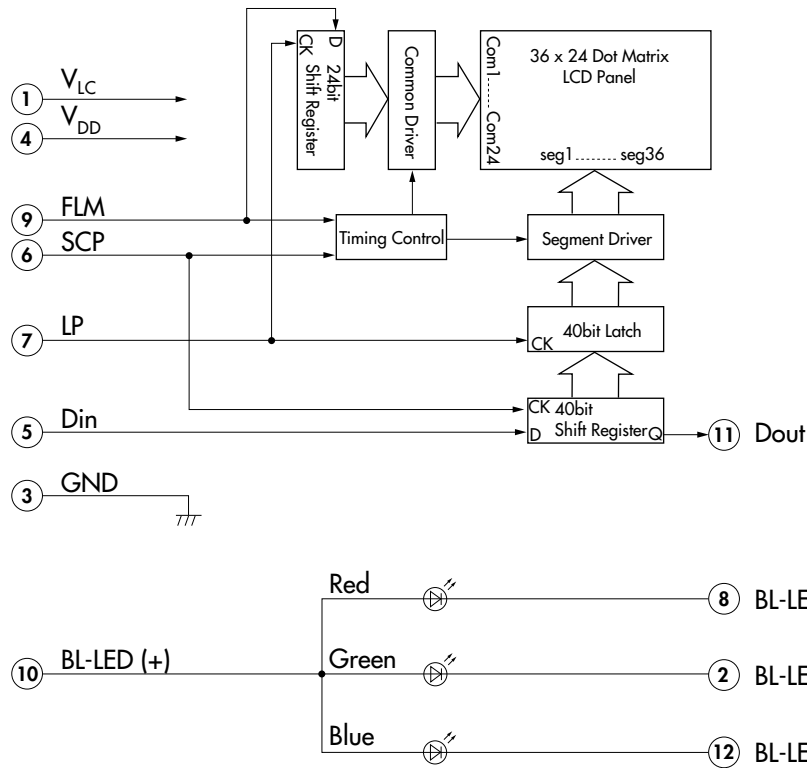 1 V_LC
4 V_DD
9 FLM
6 SCP
7 LP
5 Din
3 GND
D
CK
24bit
Shift Register
Common Driver
Com1......Com24
36 x 24 Dot Matrix
LCD Panel
seg1........ seg36
Timing Control
Segment Driver
40bit Latch
CK
CK 40bit
D Shift Register Q
11 Dout
10 BL-LED (+)
Red
8 BL-LE
Green
2 BL-LE
Blue
12 BL-LE